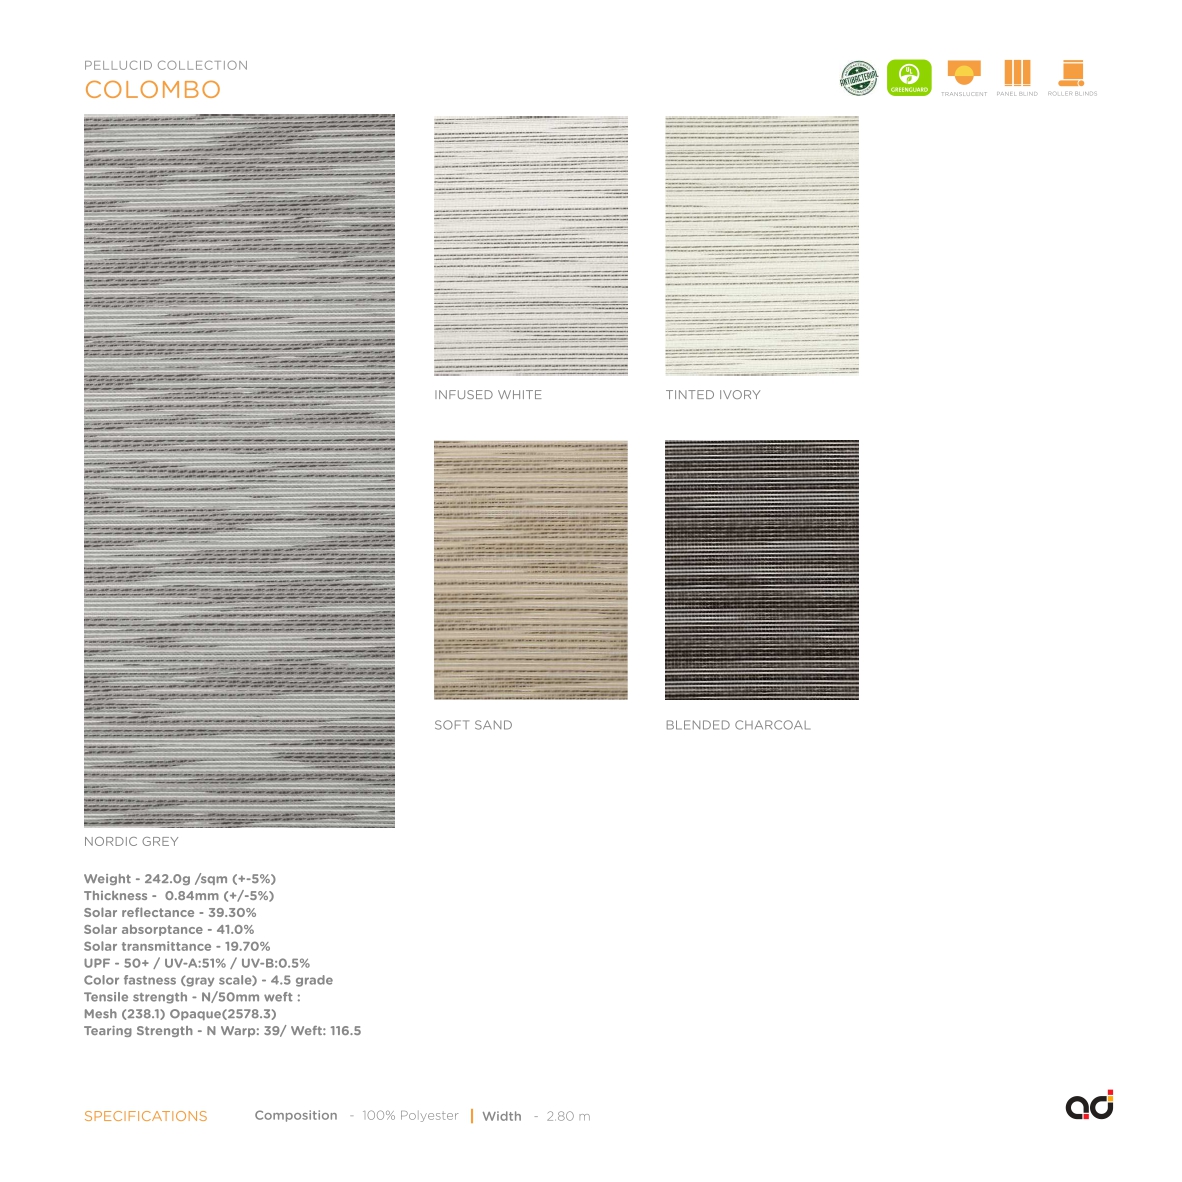 PELLUCID COLLECTION
COLOMBO
ANTIBACTERIAL
GREENGUARD
TRANSLUCENT
PANEL BLIND
ROLLER BLINDS
INFUSED WHITE
TINTED IVORY
SOFT SAND
BLENDED CHARCOAL
NORDIC GREY
Weight - 242.0g /sqm (+-5%)
Thickness -  0.84mm (+/-5%)
Solar reflectance - 39.30%
Solar absorptance - 41.0%
Solar transmittance - 19.70%
UPF - 50+ / UV-A:51% / UV-B:0.5%
Color fastness (gray scale) - 4.5 grade
Tensile strength - N/50mm weft :
Mesh (238.1) Opaque(2578.3)
Tearing Strength - N Warp: 39/ Weft: 116.5
SPECIFICATIONS Composition - 100% Polyester | Width - 2.80 m